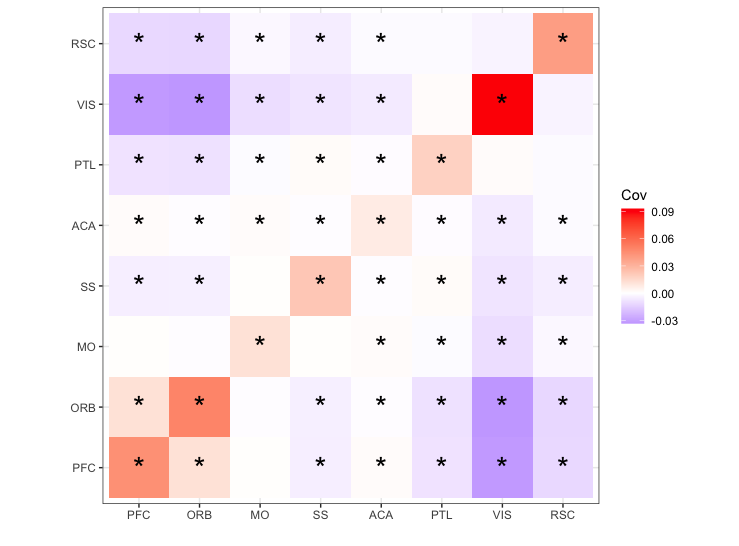 RSC * * * * * *
VIS * * * * * *
PTL * * * * * *
ACA * * * * * * * *
SS * * * * * * *
MO * * * * *
ORB * * * * * * *
PFC * * * * * * *
PFC ORB MO SS ACA PTL VIS RSC
Cov
0.09
0.06
0.03
0.00
-0.03